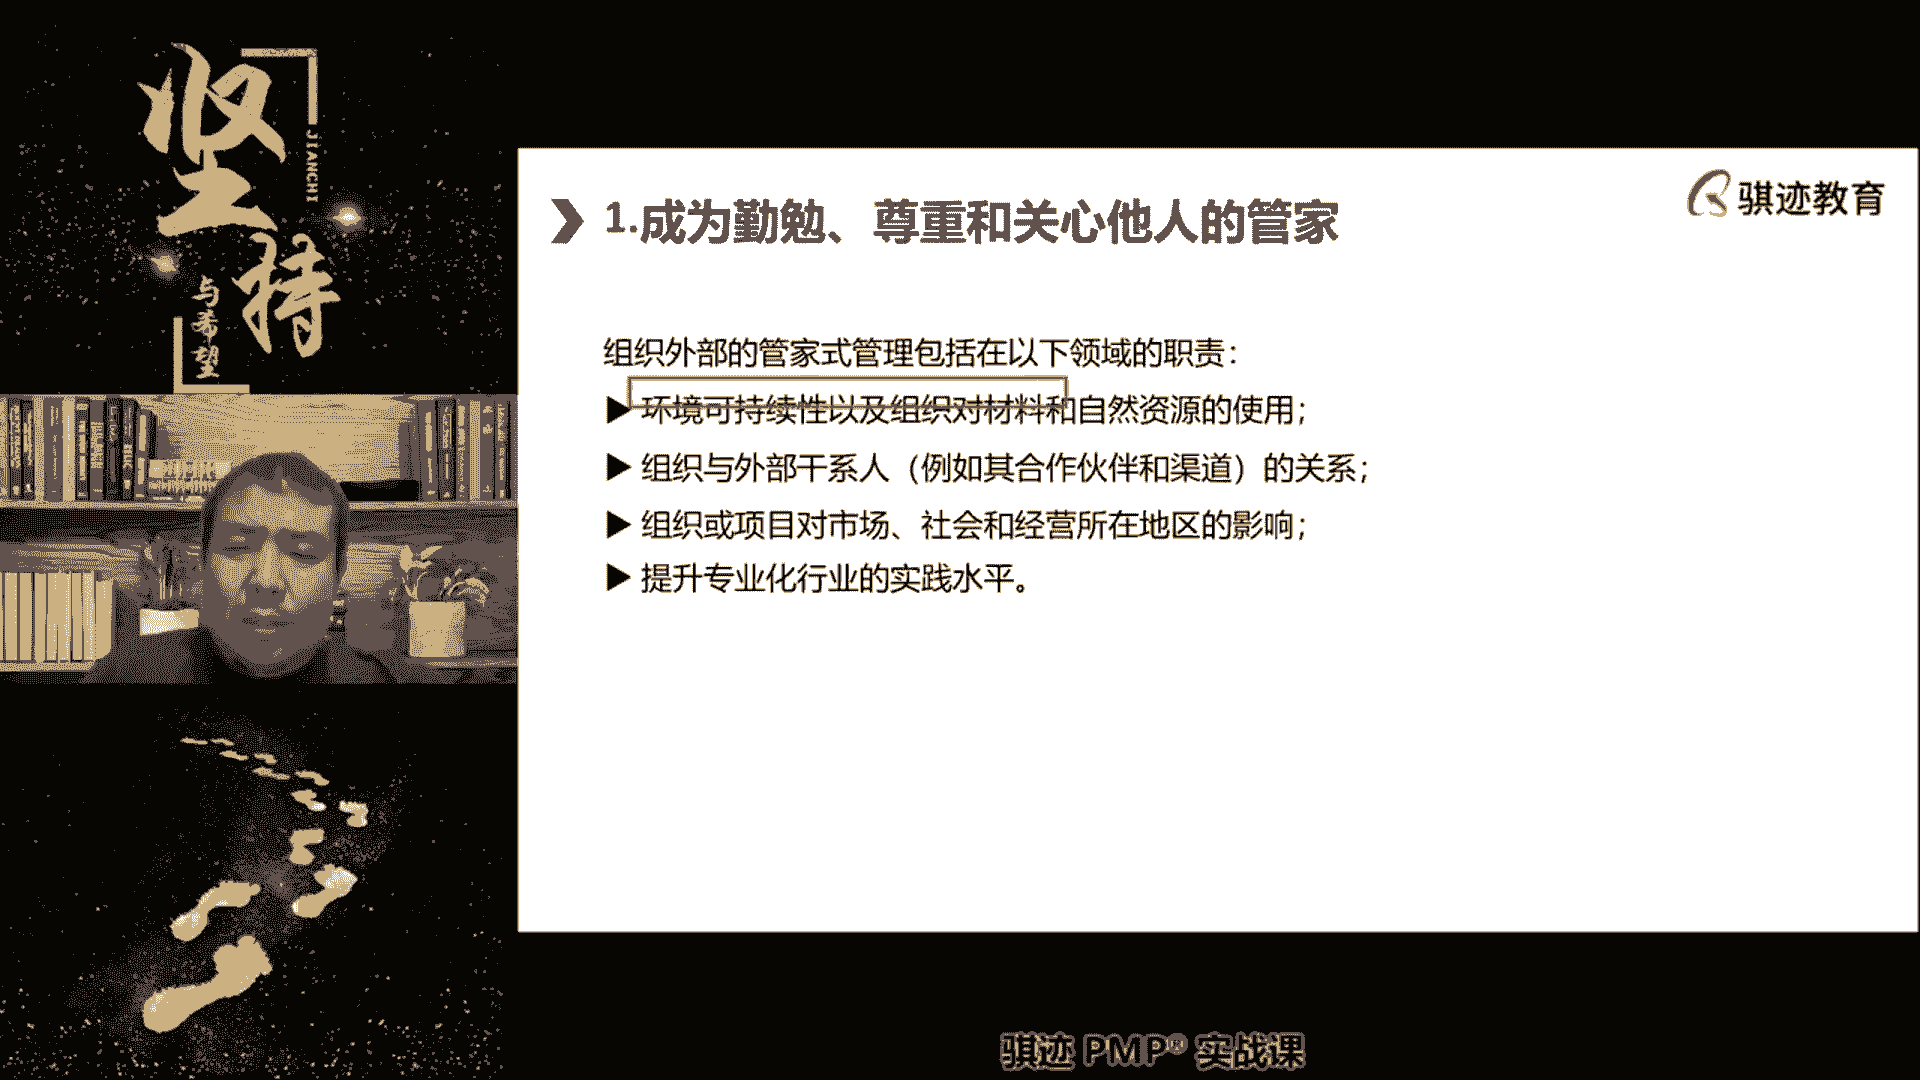 坚持
JIANCHI
与希望
骐迹教育
1.成为勤勉、尊重和关心他人的管家
组织外部的管家式管理包括在以下领域的职责：
▶ 环境可持续性以及组织对材料和自然资源的使用；
▶ 组织与外部干系人（例如其合作伙伴和渠道）的关系；
▶ 组织或项目对市场、社会和经营所在地区的影响；
▶ 提升专业化行业的实践水平。
骐迹 PMP® 实战课